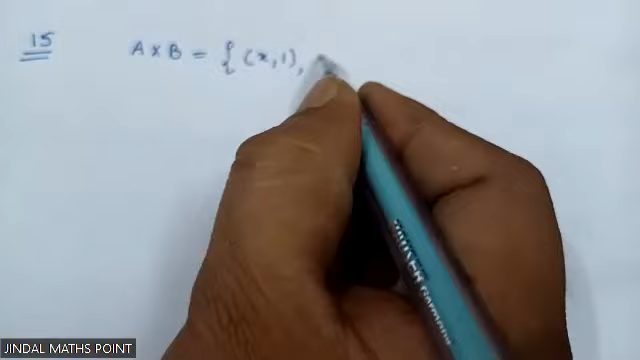 15
A × B = { (x, 1),
JINDAL MATHS POINT